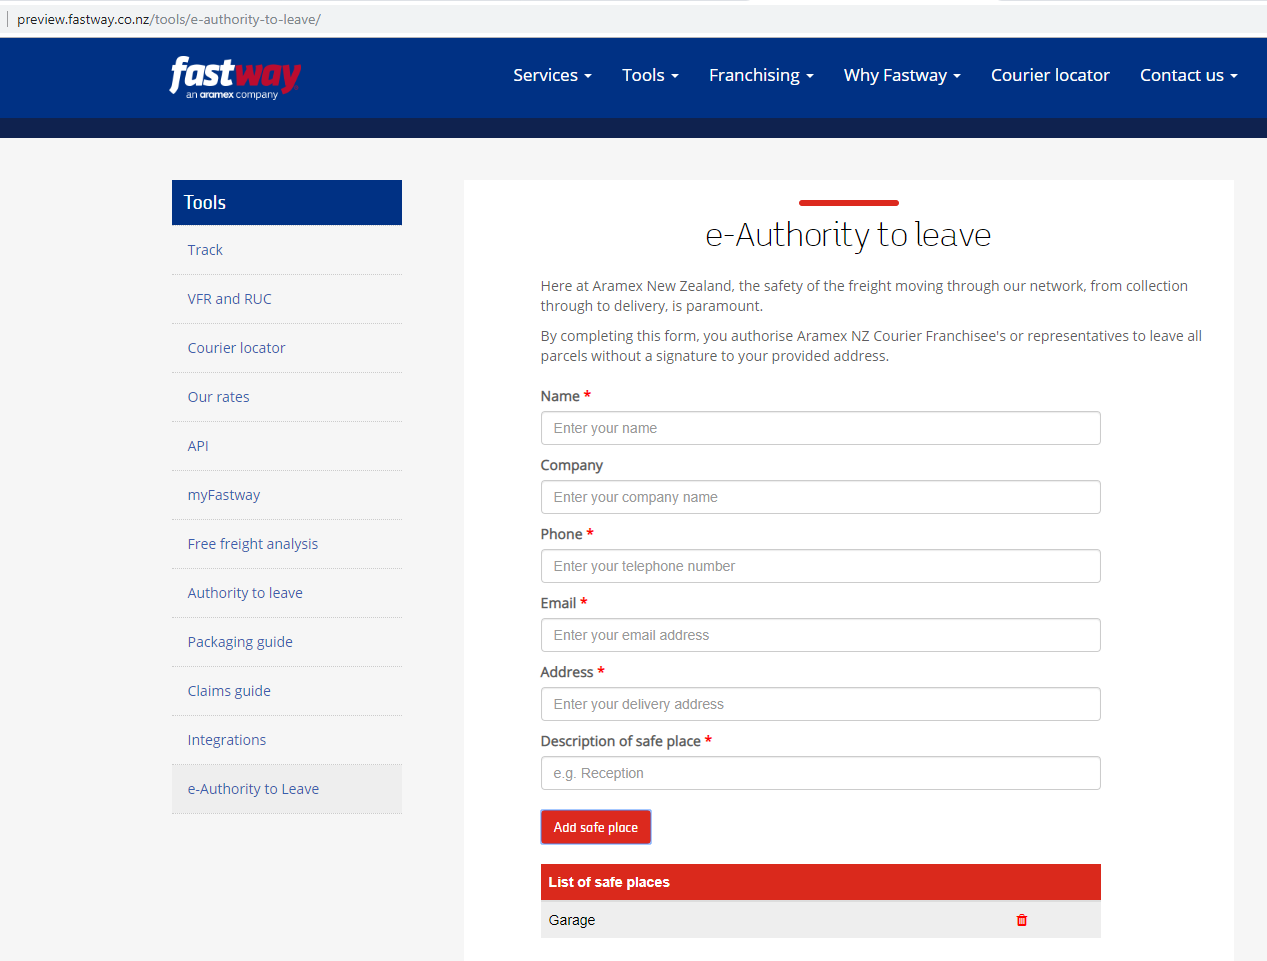 preview.fastway.co.nz/tools/e-authority-to-leave/
fastway
an aramex company
Services
Tools
Franchising
Why Fastway
Courier locator
Contact us
Tools
Track
VFR and RUC
Courier locator
Our rates
API
myFastway
Free freight analysis
Authority to leave
Packaging guide
Claims guide
Integrations
e-Authority to Leave
e-Authority to leave
Here at Aramex New Zealand, the safety of the freight moving through our network, from collection
through to delivery, is paramount.
By completing this form, you authorise Aramex NZ Courier Franchisee's or representatives to leave all
parcels without a signature to your provided address.
Name *
Enter your name
Company
Enter your company name
Phone *
Enter your telephone number
Email *
Enter your email address
Address *
Enter your delivery address
Description of safe place *
e.g. Reception
Add safe place
List of safe places
Garage